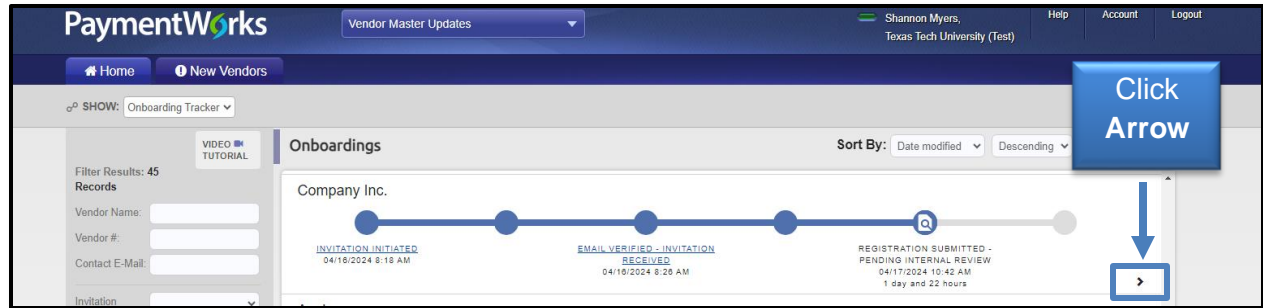 PaymentWorks
Vendor Master Updates
Shannon Myers,
Texas Tech University (Test)
Help
Account
Logout
Home
New Vendors
Click
Arrow
SHOW: Onboarding Tracker
VIDEO
TUTORIAL
Filter Results: 45
Records
Vendor Name:
Vendor #:
Contact E-Mail:
Invitation
Onboardings
Sort By: Date modified Descending
Company Inc.
INVITATION INITIATED
04/16/2024 8:18 AM
EMAIL VERIFIED - INVITATION
RECEIVED
04/16/2024 8:26 AM
REGISTRATION SUBMITTED -
PENDING INTERNAL REVIEW
04/17/2024 10:42 AM
1 day and 22 hours